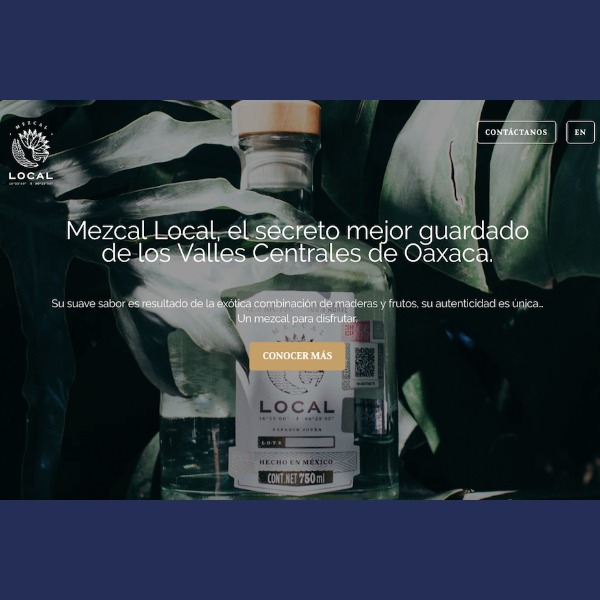 MEZCAL
LOCAL
CONTÁCTANOS
EN
Mezcal Local, el secreto mejor guardado
de los Valles Centrales de Oaxaca.
Su suave sabor es resultado de la exótica combinación de maderas y frutos, su autenticidad es única...
Un mezcal para disfrutar.
CONOCER MÁS
LOCAL
ESPADÍN JOVEN
LOTE
HECHO EN MÉXICO
CONT. NET 750 ml